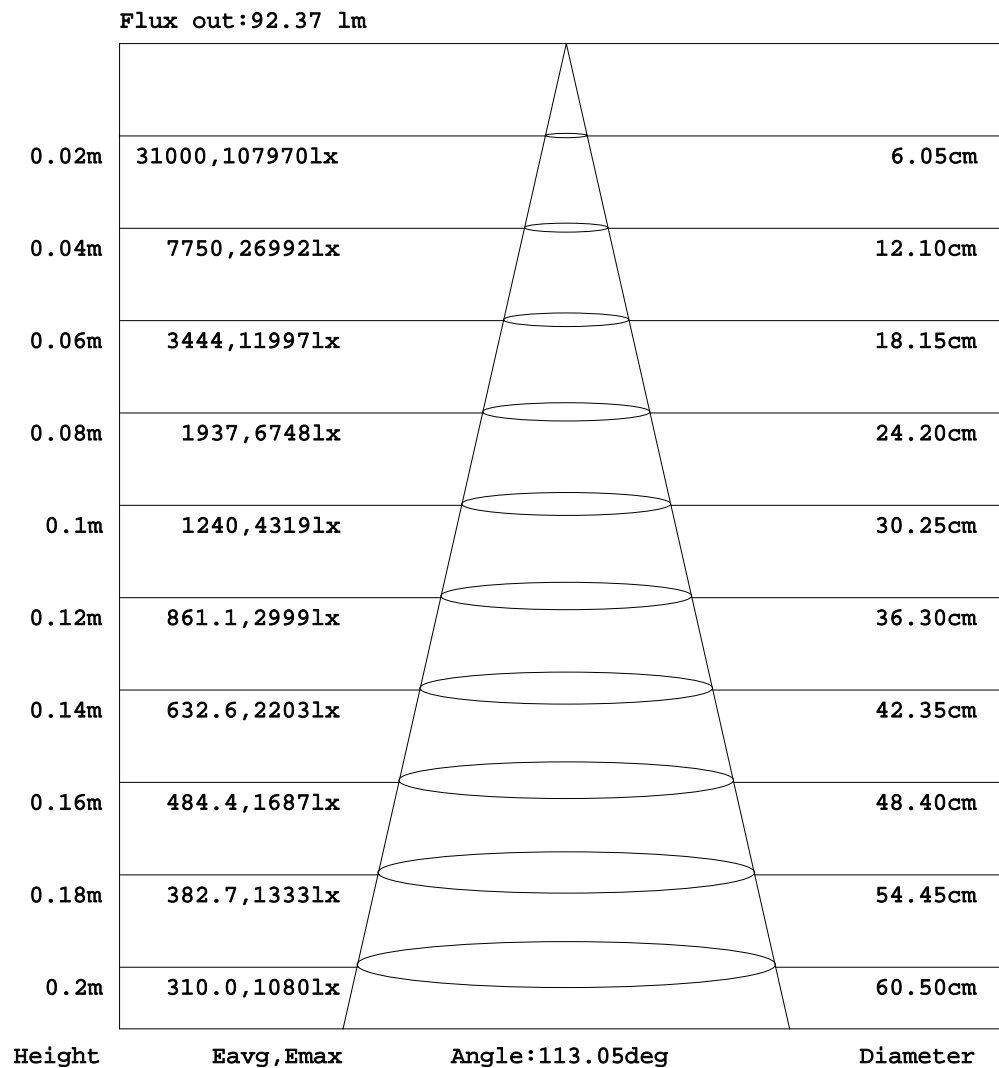 Flux out:92.37 lm
0.02m 31000,107970lx 6.05cm
0.04m 7750,26992lx 12.10cm
0.06m 3444,11997lx 18.15cm
0.08m 1937,6748lx 24.20cm
0.1m 1240,4319lx 30.25cm
0.12m 861.1,2999lx 36.30cm
0.14m 632.6,2203lx 42.35cm
0.16m 484.4,1687lx 48.40cm
0.18m 382.7,1333lx 54.45cm
0.2m 310.0,1080lx 60.50cm
Height Eavg,Emax Angle:113.05deg Diameter